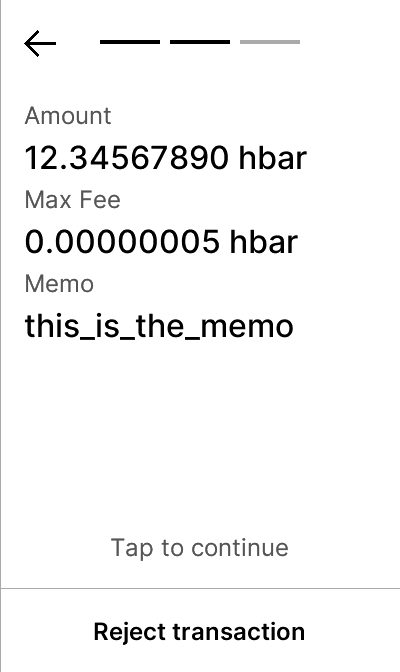 Amount
12.34567890 hbar
Max Fee
0.00000005 hbar
Memo
this_is_the_memo
Tap to continue
Reject transaction